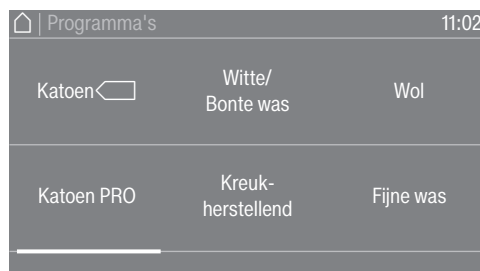 Programma's
11:02
Katoen
Witte/
Bonte was
Wol
Katoen PRO
Kreuk-
herstellend
Fijne was